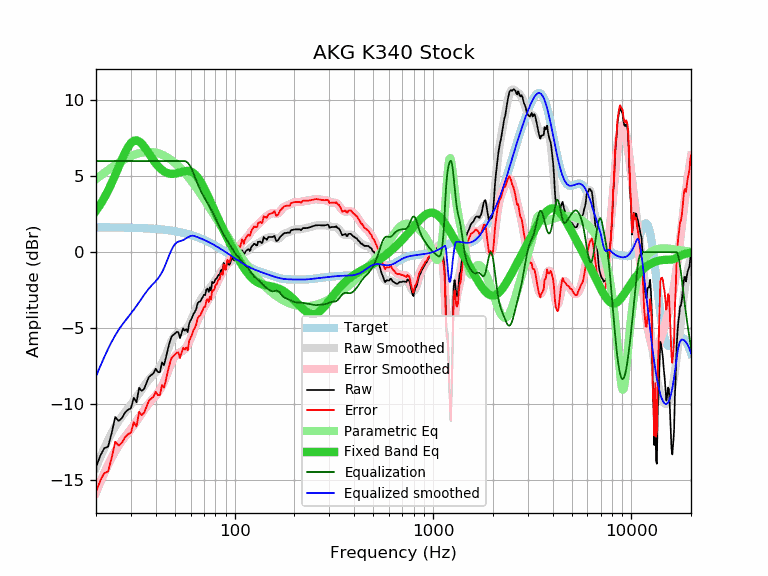 AKG K340 Stock
Amplitude (dBr)
10
5
0
−5
−10
−15
Target
Raw Smoothed
Error Smoothed
Raw
Error
Parametric Eq
Fixed Band Eq
Equalization
Equalized smoothed
100
1000
10000
Frequency (Hz)